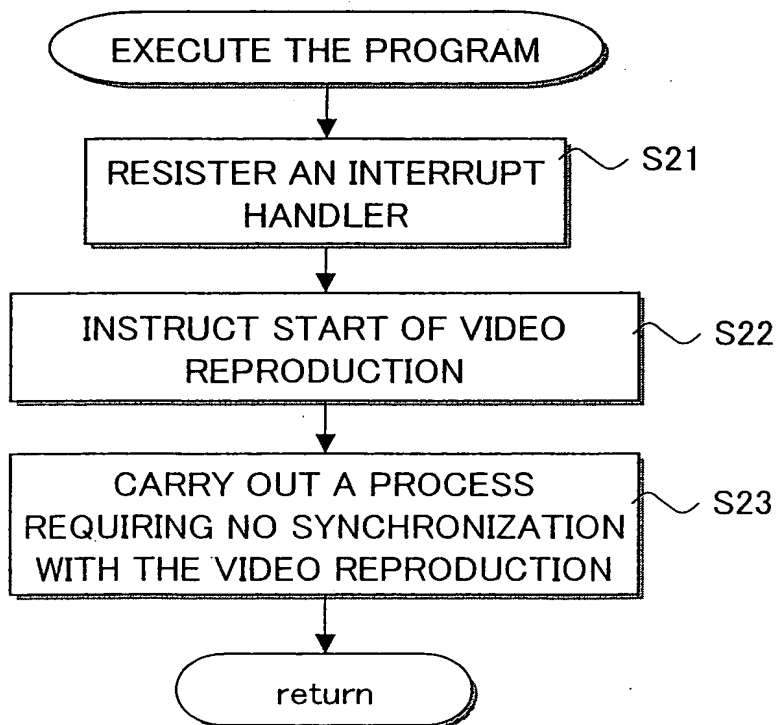 EXECUTE THE PROGRAM
RESISTER AN INTERRUPT
HANDLER
S21
INSTRUCT START OF VIDEO
REPRODUCTION
S22
CARRY OUT A PROCESS
REQUIRING NO SYNCHRONIZATION
WITH THE VIDEO REPRODUCTION
S23
return